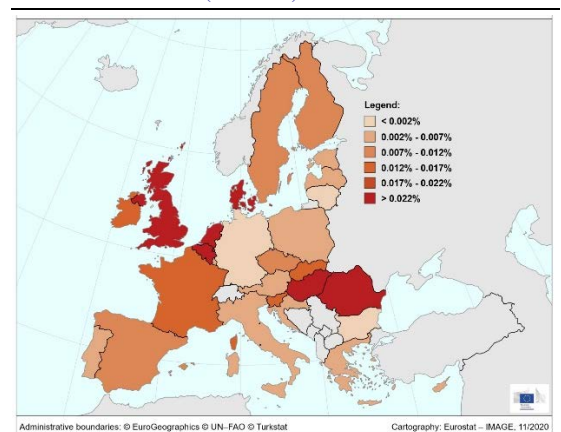 Legend:
< 0.002%
0.002% - 0.007%
0.007% - 0.012%
0.012% - 0.017%
0.017% - 0.022%
> 0.022%
Administrative boundaries: © EuroGeographics © UN–FAO © Turkstat
Cartography: Eurostat – IMAGE, 11/2020